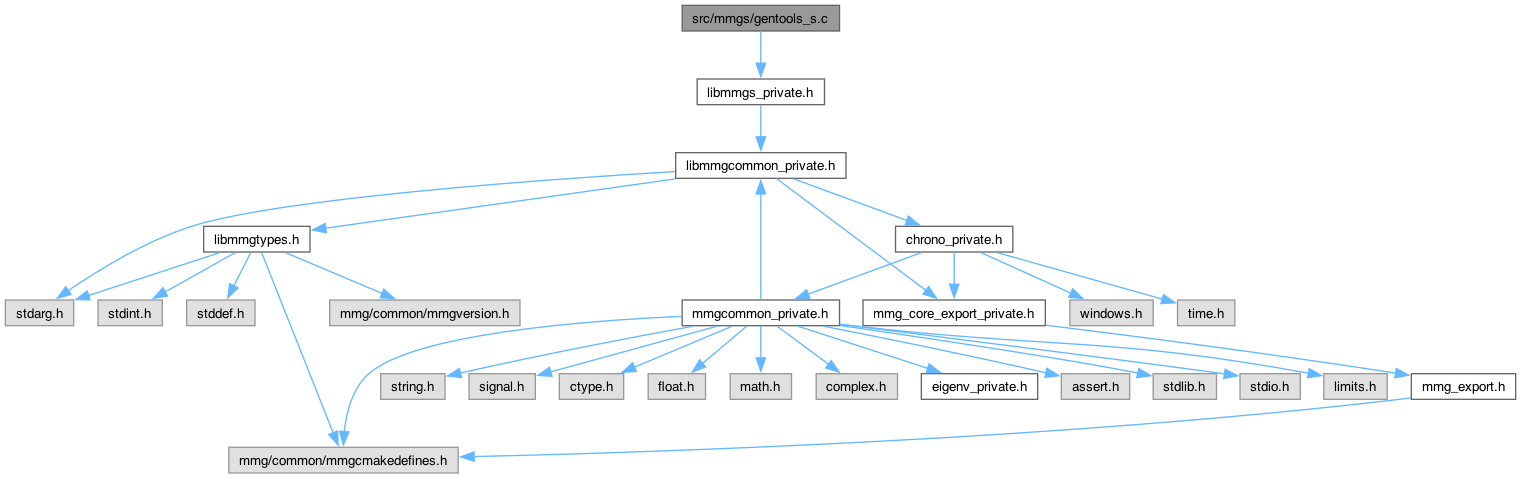 src/mmgs/gentools_s.c
libmmgs_private.h
libmmgcommon_private.h
libmmgtypes.h
chrono_private.h
stdarg.h
stdint.h
stddef.h
mmg/common/mmgversion.h
mmgcommon_private.h
mmg_core_export_private.h
windows.h
time.h
string.h
signal.h
ctype.h
float.h
math.h
complex.h
eigenv_private.h
assert.h
stdlib.h
stdio.h
limits.h
mmg_export.h
mmg/common/mmgcmakedefines.h